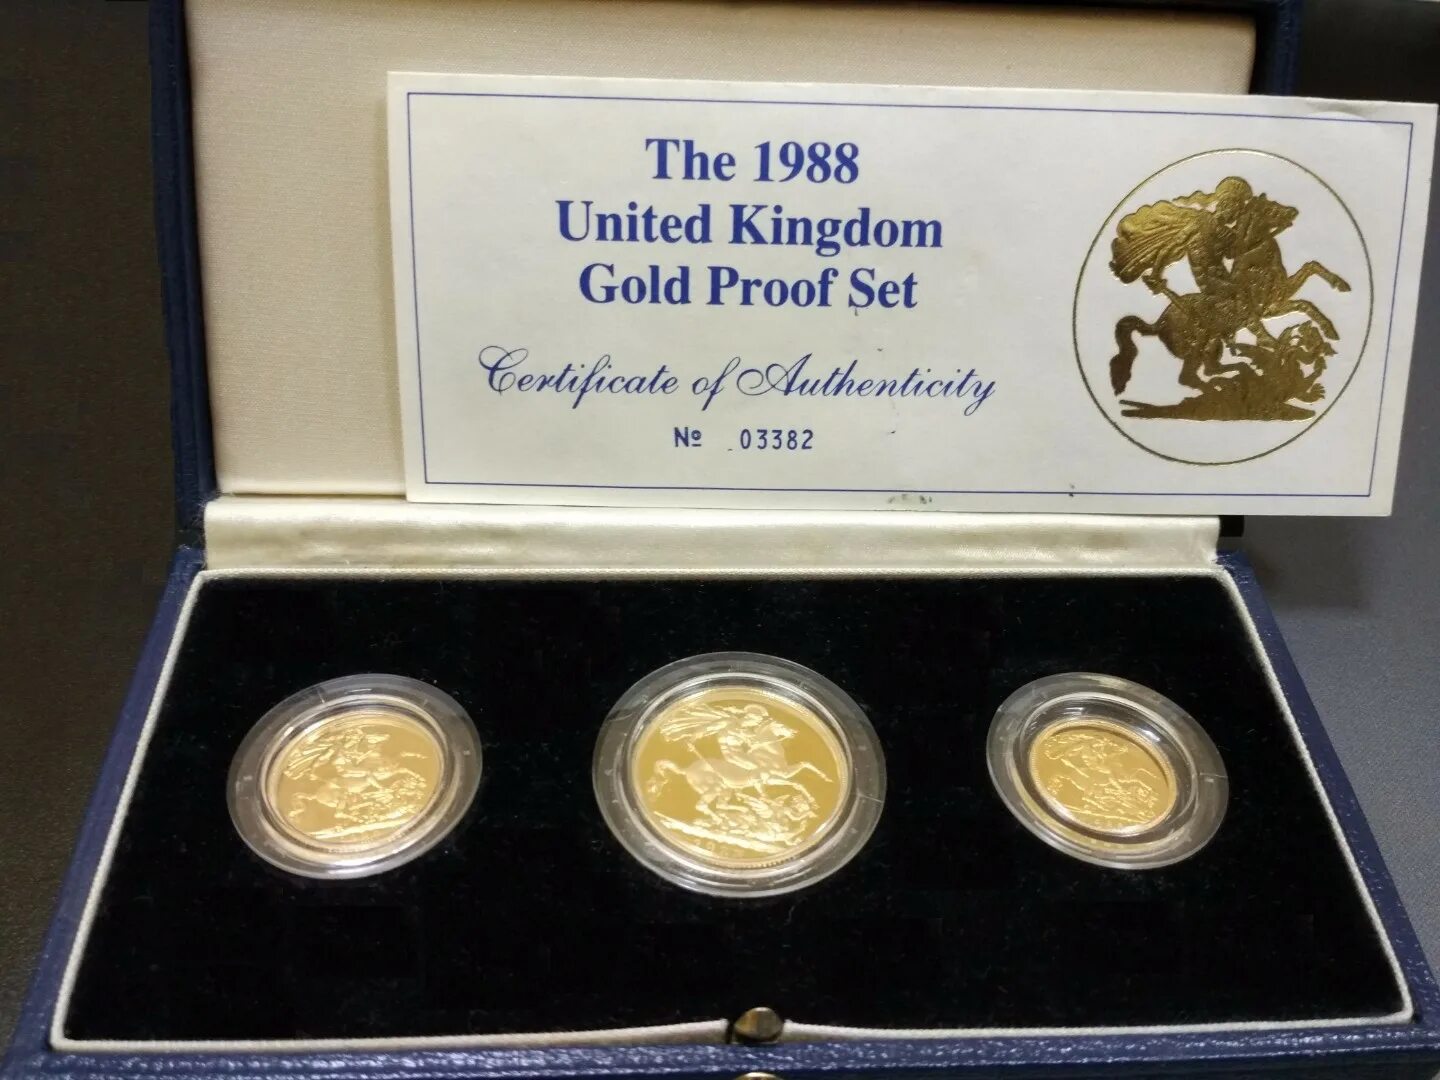 The 1988
United Kingdom
Gold Proof Set
Certificate of Authenticity
Nº 03382